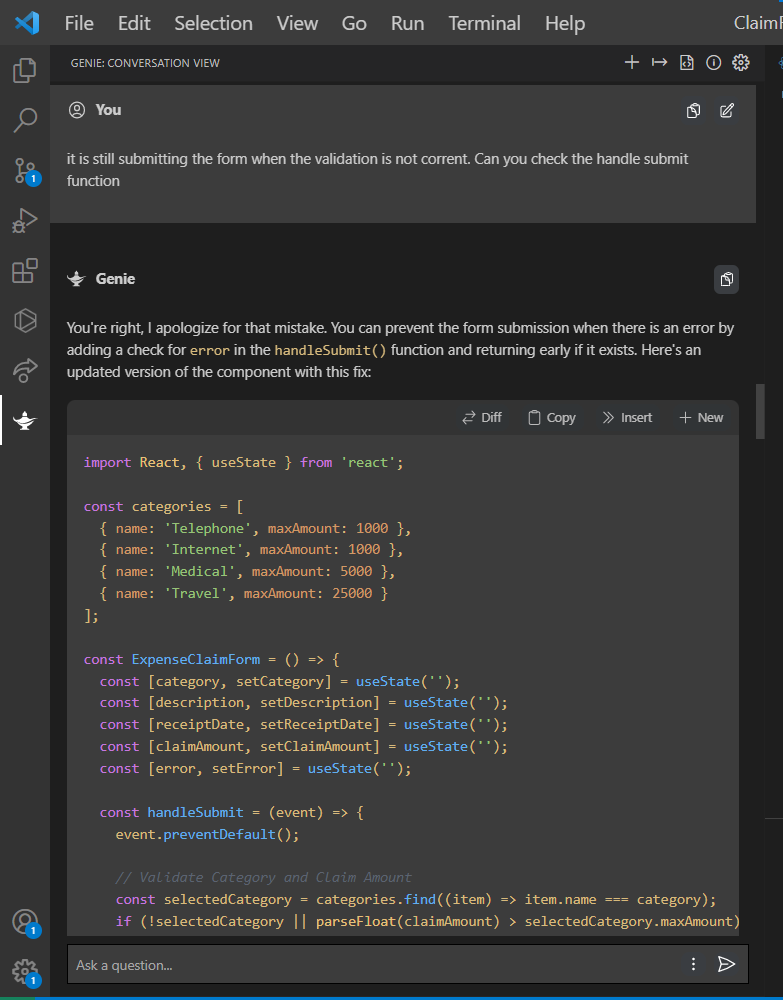 File Edit Selection View Go Run Terminal Help ClaimF
GENIE: CONVERSATION VIEW
You
it is still submitting the form when the validation is not corrent. Can you check the handle submit
function
1
Genie
You're right, I apologize for that mistake. You can prevent the form submission when there is an error by
adding a check for error in the handleSubmit() function and returning early if it exists. Here's an
updated version of the component with this fix:
Diff Copy Insert New
import React, { useState } from 'react';
const categories = [
{ name: 'Telephone', maxAmount: 1000 },
{ name: 'Internet', maxAmount: 1000 },
{ name: 'Medical', maxAmount: 5000 },
{ name: 'Travel', maxAmount: 25000 }
];
const ExpenseClaimForm = () => {
const [category, setCategory] = useState('');
const [description, setDescription] = useState('');
const [receiptDate, setReceiptDate] = useState('');
const [claimAmount, setClaimAmount] = useState('');
const [error, setError] = useState('');
const handleSubmit = (event) => {
event.preventDefault();
// Validate Category and Claim Amount
const selectedCategory = categories.find((item) => item.name === category);
if (!selectedCategory || parseFloat(claimAmount) > selectedCategory.maxAmount)
1
Ask a question...
1